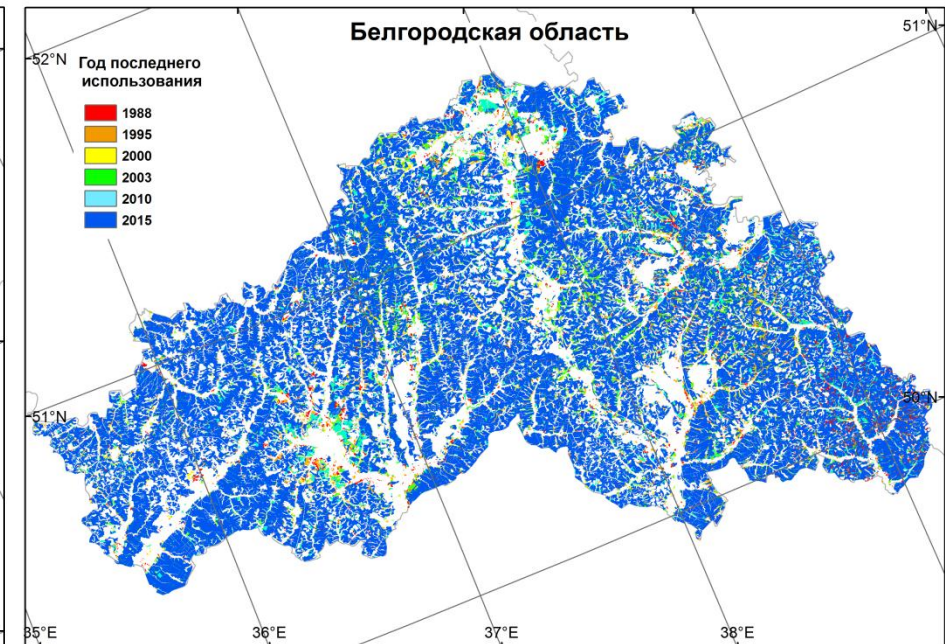 Белгородская область
51°N
52°N
Год последнего
использования
1988
1995
2000
2003
2010
2015
51°N
50°N
35°E
36°E
37°E
38°E